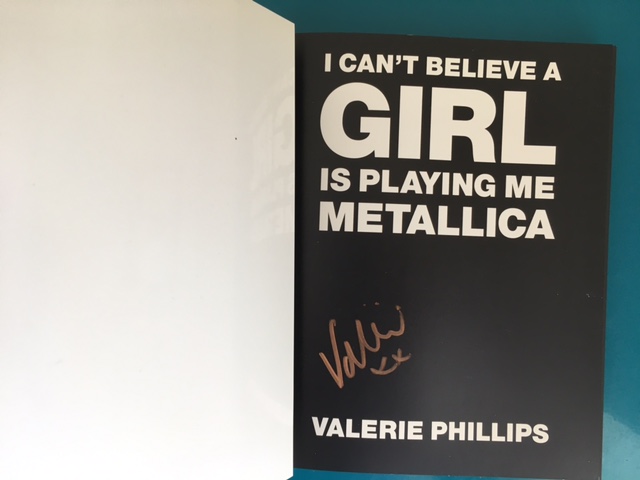 I CAN'T BELIEVE A
GIRL
IS PLAYING ME
METALLICA
VALERIE PHILLIPS